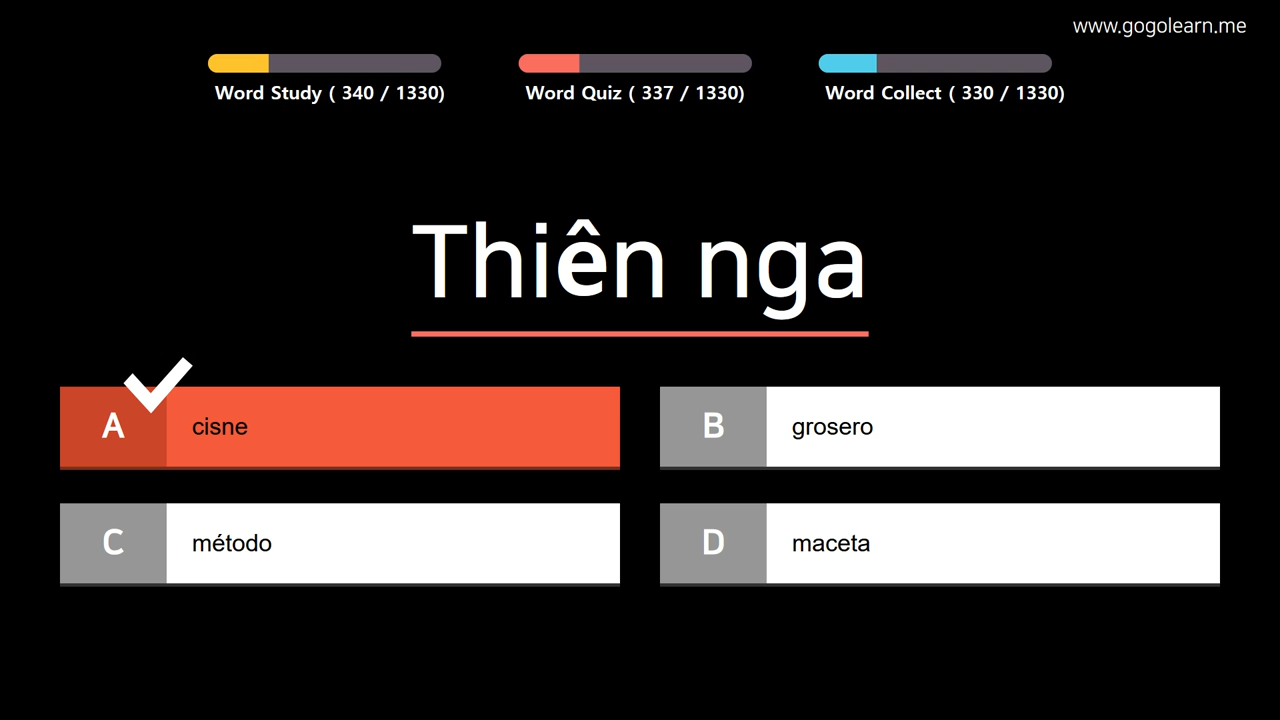 www.gogolearn.me
Word Study ( 340 / 1330)
Word Quiz ( 337 / 1330)
Word Collect ( 330 / 1330)
Thiên nga
A cisne
B grosero
C método
D maceta